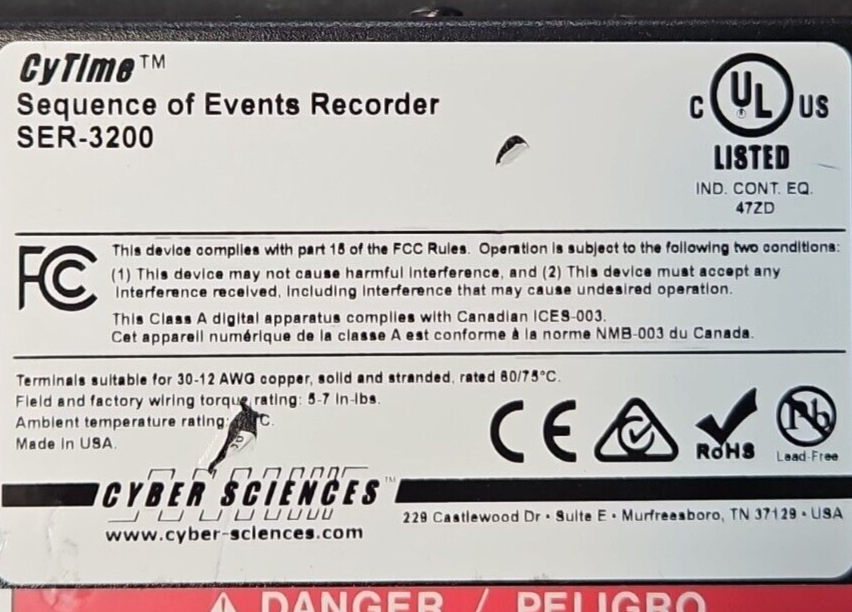 CyTime™
Sequence of Events Recorder
SER-3200
C UL US
LISTED
IND. CONT. EQ.
47ZD
FC
This device complies with part 15 of the FCC Rules. Operation is subject to the following two conditions:
(1) This device may not cause harmful interference, and (2) This device must accept any
interference received, including interference that may cause undesired operation.
This Class A digital apparatus complies with Canadian ICES-003.
Cet appareil numérique de la classe A est conforme à la norme NMB-003 du Canada.
Terminals suitable for 30-12 AWG copper, solid and stranded, rated 60/75°C.
Field and factory wiring torque rating: 5-7 in-lbs.
Ambient temperature rating: C.
Made in USA.
CE
RoHS
Pb
Lead-Free
CYBER SCIENCES™
www.cyber-sciences.com
229 Castlewood Dr • Suite E • Murfreesboro, TN 37129 • USA
DANGER / PELIGRO